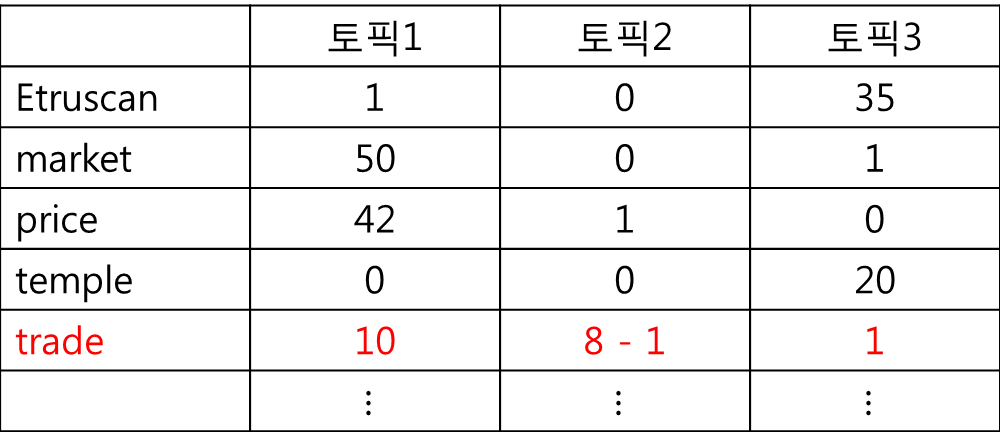 토픽1 토픽2 토픽3
Etruscan 1 0 35
market 50 0 1
price 42 1 0
temple 0 0 20
trade 10 8 - 1 1
⋮ ⋮ ⋮